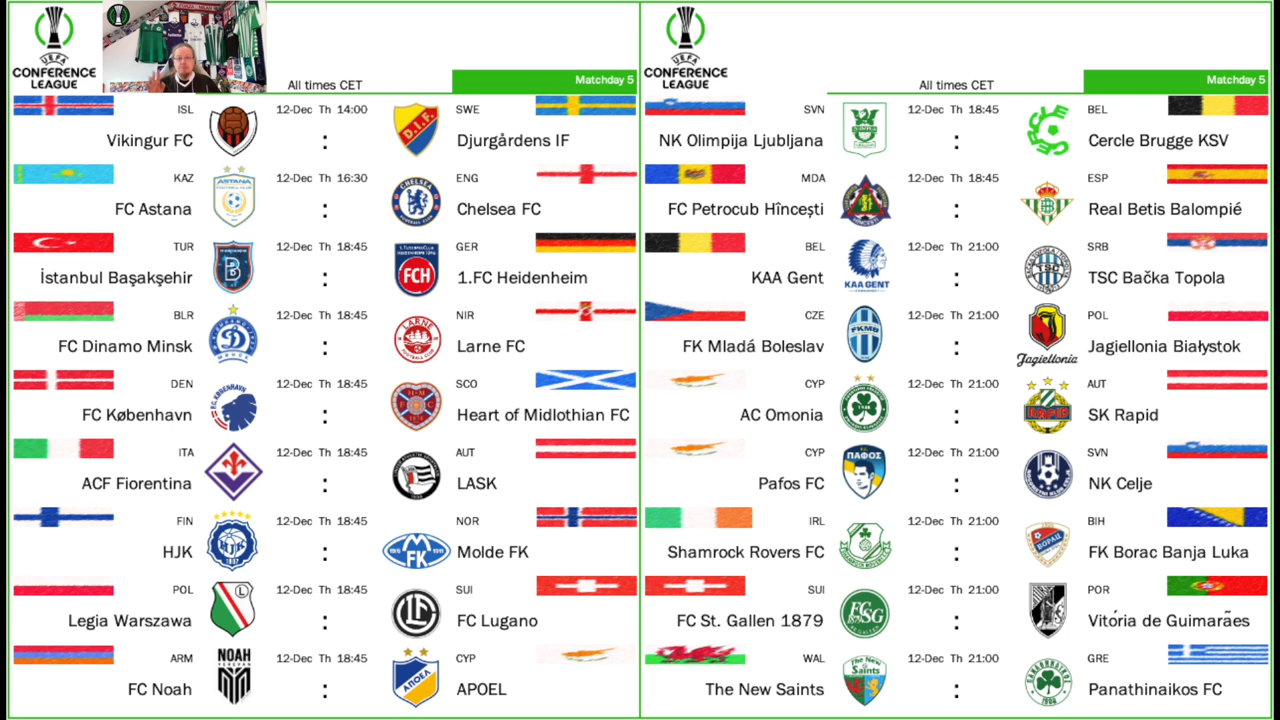 UEFA
CONFERENCE
LEAGUE
All times CET
Matchday 5
ISL 12-Dec Th 14:00 SWE
Vikingur FC : Djurgårdens IF
KAZ 12-Dec Th 16:30 ENG
FC Astana : Chelsea FC
TUR 12-Dec Th 18:45 GER
İstanbul Başakşehir : 1.FC Heidenheim
BLR 12-Dec Th 18:45 NIR
FC Dinamo Minsk : Larne FC
DEN 12-Dec Th 18:45 SCO
FC København : Heart of Midlothian FC
ITA 12-Dec Th 18:45 AUT
ACF Fiorentina : LASK
FIN 12-Dec Th 18:45 NOR
HJK : Molde FK
POL 12-Dec Th 18:45 SUI
Legia Warszawa : FC Lugano
ARM 12-Dec Th 18:45 CYP
FC Noah : APOEL
UEFA
CONFERENCE
LEAGUE
All times CET
Matchday 5
SVN 12-Dec Th 18:45 BEL
NK Olimpija Ljubljana : Cercle Brugge KSV
MDA 12-Dec Th 18:45 ESP
FC Petrocub Hîncești : Real Betis Balompié
BEL 12-Dec Th 21:00 SRB
KAA Gent : TSC Bačka Topola
CZE 12-Dec Th 21:00 POL
FK Mladá Boleslav : Jagiellonia Białystok
CYP 12-Dec Th 21:00 AUT
AC Omonia : SK Rapid
CYP 12-Dec Th 21:00 SVN
Pafos FC : NK Celje
IRL 12-Dec Th 21:00 BIH
Shamrock Rovers FC : FK Borac Banja Luka
SUI 12-Dec Th 21:00 POR
FC St. Gallen 1879 : Vitória de Guimarães
WAL 12-Dec Th 21:00 GRE
The New Saints : Panathinaikos FC